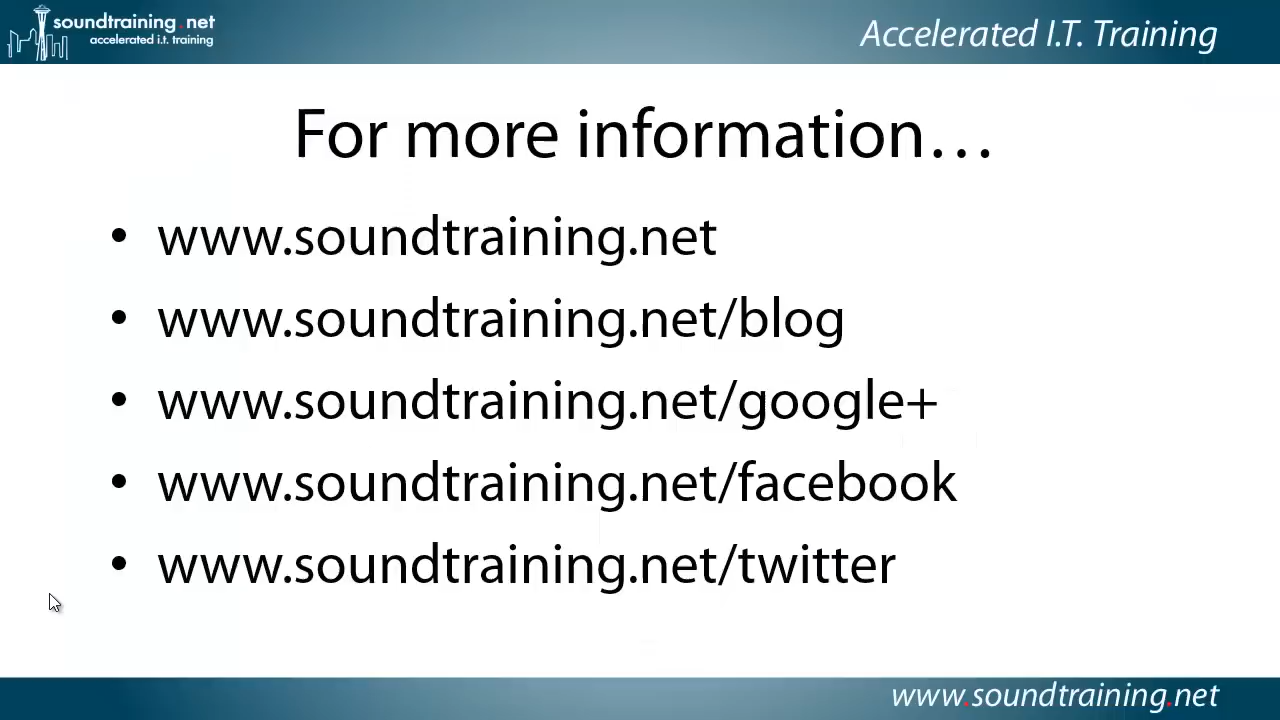 soundtraining.net
accelerated i.t. training
Accelerated I.T. Training
For more information…
• www.soundtraining.net
• www.soundtraining.net/blog
• www.soundtraining.net/google+
• www.soundtraining.net/facebook
• www.soundtraining.net/twitter
www.soundtraining.net